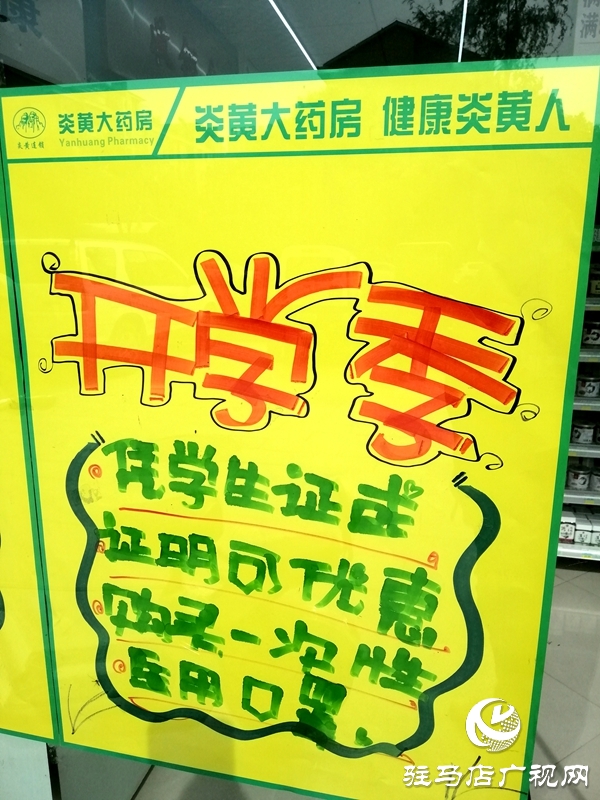 炎黄大药房
Yanhuang Pharmacy
炎黄大药房 健康炎黄人
开学季
凭学生证或
证明可优惠
购买一次性
医用口罩、
驻马店广视网